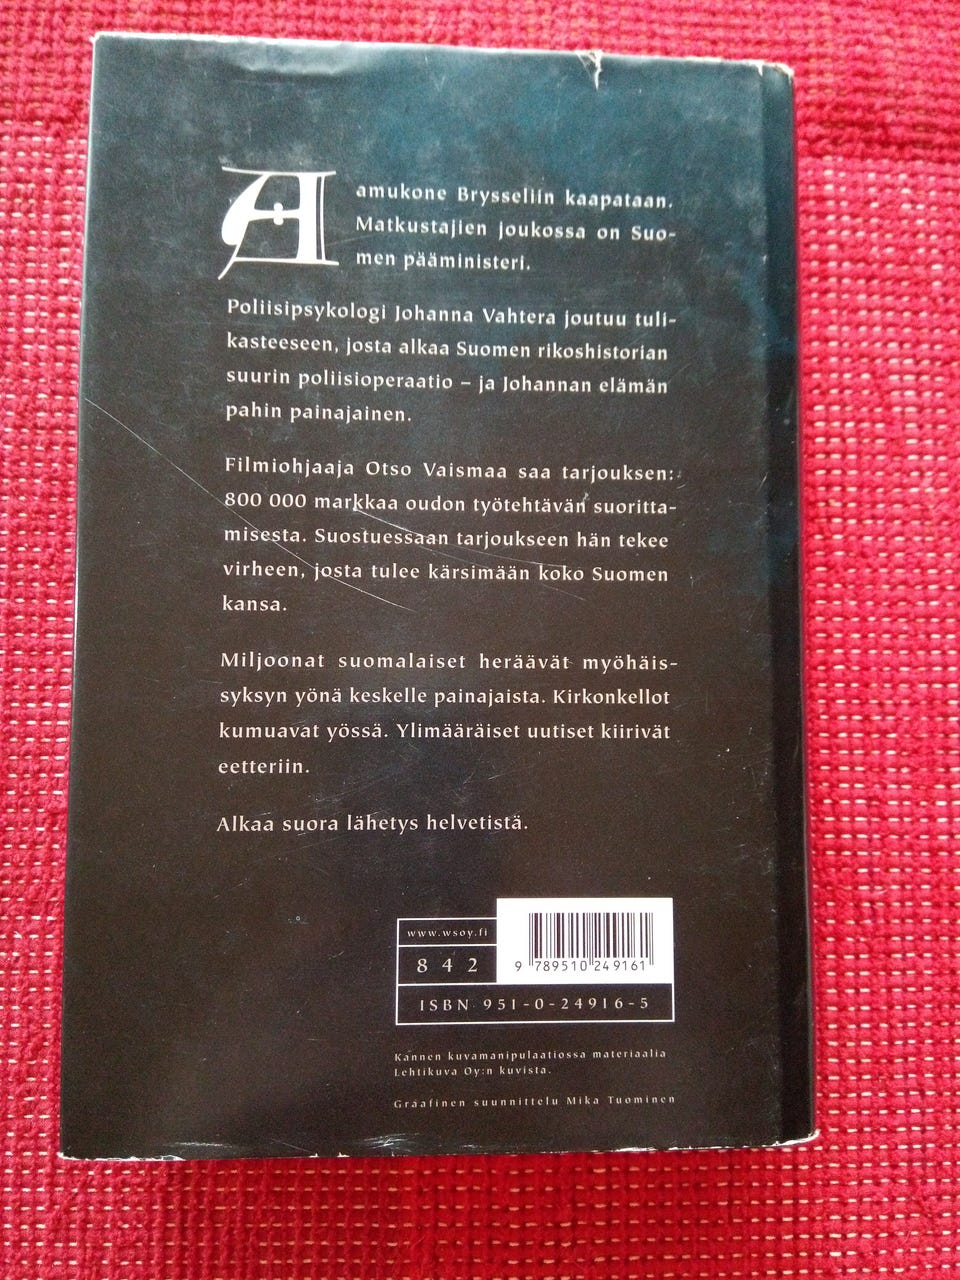 Aamukone Brysseliin kaapataan.
Matkustajien joukossa on Suo-
men pääministeri.
Poliisipsykologi Johanna Vahtera joutuu tuli-
kasteeseen, josta alkaa Suomen rikoshistorian
suurin poliisioperaatio – ja Johannan elämän
pahin painajainen.
Filmiohjaaja Otso Vaismaa saa tarjouksen:
800 000 markkaa oudon työtehtävän suoritta-
misesta. Suostuessaan tarjoukseen hän tekee
virheen, josta tulee kärsimään koko Suomen
kansa.
Miljoonat suomalaiset heräävät myöhäis-
syksyn yönä keskelle painajaista. Kirkonkellot
kumuavat yössä. Ylimääräiset uutiset kiirivät
eetteriin.
Alkaa suora lähetys helvetistä.
www.wsoy.fi
842
9 789510 249161
ISBN 951-0-24916-5
Kannen kuvamanipulaatiossa materiaalia
Lehtikuva Oy:n kuvista.
Graafinen suunnittelu Mika Tuominen